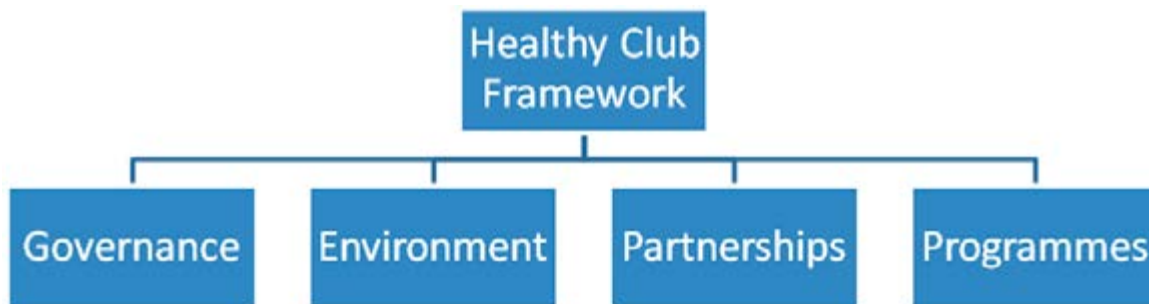 Healthy Club
Framework
Governance
Environment
Partnerships
Programmes